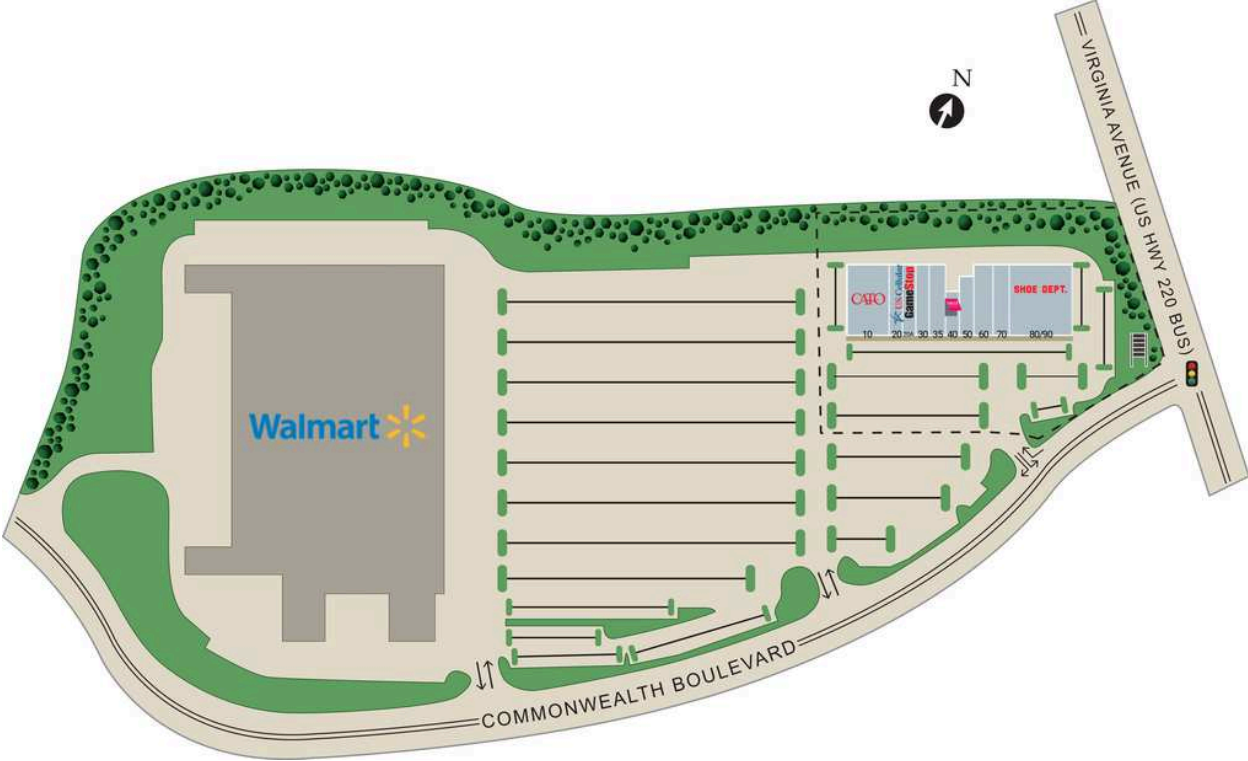 N
VIRGINIA AVENUE (US HWY 220 BUS)
CATO
US Cellular
GameStop
SHOE DEPT.
10 20 20A 30 35 40 50 60 70 80/90
Walmart
COMMONWEALTH BOULEVARD